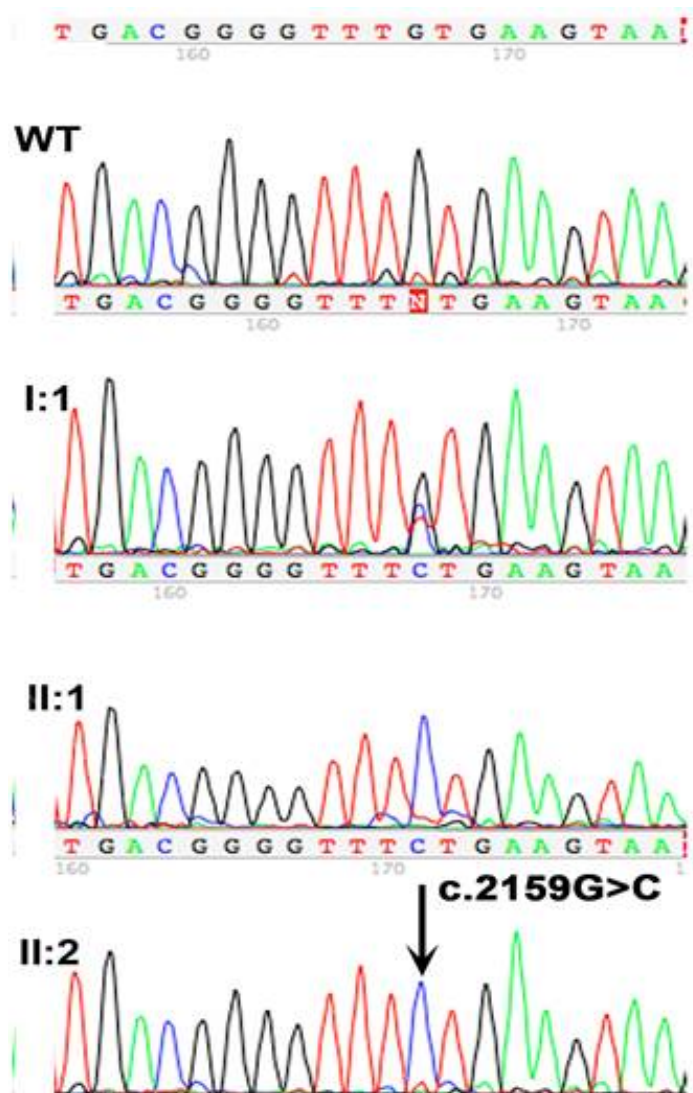 T G A C G G G G T T T G T G A A G T A A
160 170
WT
T G A C G G G G T T T N T G A A G T A A
160 170
I:1
T G A C G G G G T T T C T G A A G T A A
160 170
II:1
T G A C G G G G T T T C T G A A G T A A
160 170
c.2159G>C
II:2